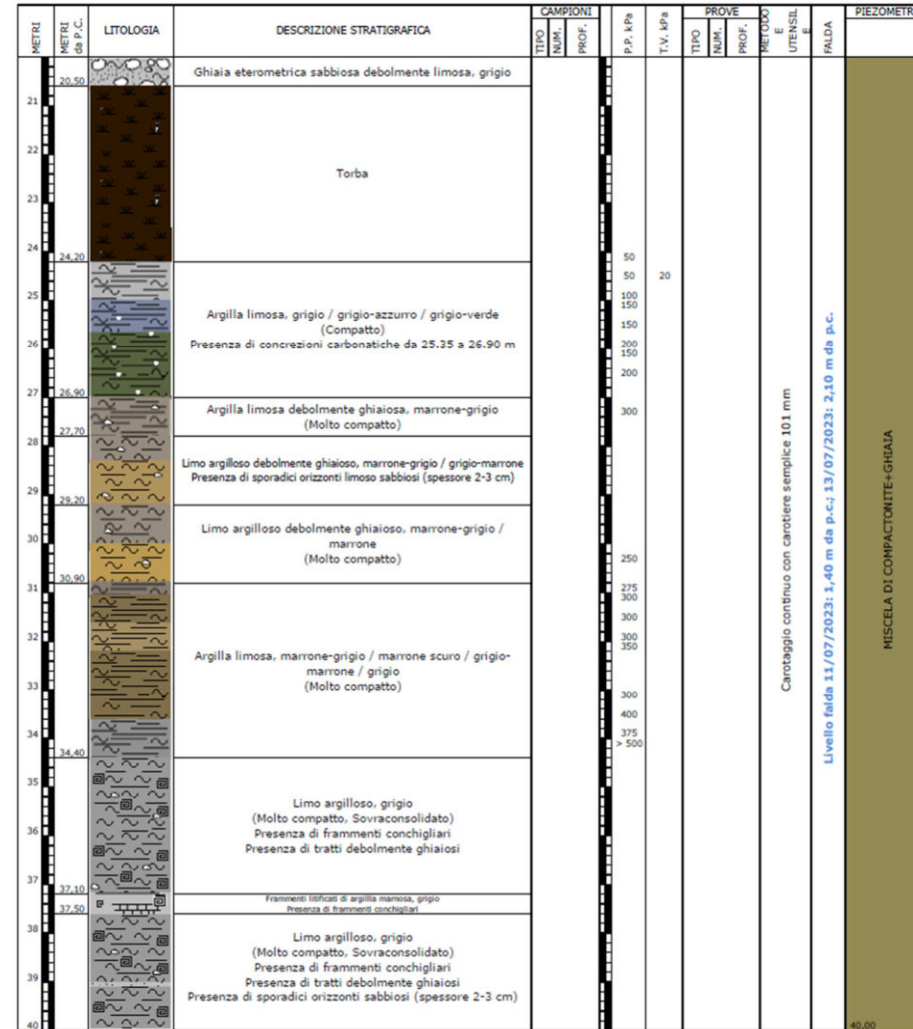 METRI
METRI da P.C.
LITOLOGIA
DESCRIZIONE STRATIGRAFICA
CAMPIONI
TIPO
NUM.
PROF.
P.P. kPa
T.V. kPa
PROVE
TIPO
NUM.
PROF.
METODO E UTENSILE
FALDA
PIEZOMETR
20,50
Ghiaia eterometrica sabbiosa debolmente limosa, grigio
21
22
23
24
Torba
24,20
50
50
20
100
150
150
200
150
200
25
26
27
Argilla limosa, grigio / grigio-azzurro / grigio-verde
(Compatto)
Presenza di concrezioni carbonatiche da 25.35 a 26.90 m
26,90
Argilla limosa debolmente ghiaiosa, marrone-grigio
(Molto compatto)
300
27,70
28
29
Limo argilloso debolmente ghiaioso, marrone-grigio / grigio-marrone
Presenza di sporadici orizzonti limoso sabbiosi (spessore 2-3 cm)
29,20
30
Limo argilloso debolmente ghiaioso, marrone-grigio /
marrone
(Molto compatto)
250
30,90
31
32
33
34
Argilla limosa, marrone-grigio / marrone scuro / grigio-
marrone / grigio
(Molto compatto)
275
300
300
300
350
300
400
375
> 500
34,40
35
36
37
Limo argilloso, grigio
(Molto compatto, Sovraconsolidato)
Presenza di frammenti conchigliari
Presenza di tratti debolmente ghiaiosi
37,10
Frammenti litificati di argilla marnosa, grigio
Presenza di frammenti conchigliari
37,50
38
39
40
Limo argilloso, grigio
(Molto compatto, Sovraconsolidato)
Presenza di frammenti conchigliari
Presenza di tratti debolmente ghiaiosi
Presenza di sporadici orizzonti sabbiosi (spessore 2-3 cm)
Carotaggio continuo con carotiere semplice 101 mm
Livello falda 11/07/2023: 1,40 m da p.c.; 13/07/2023: 2,10 m da p.c.
MISCELA DI COMPACTONITE+GHIAIA
40,00